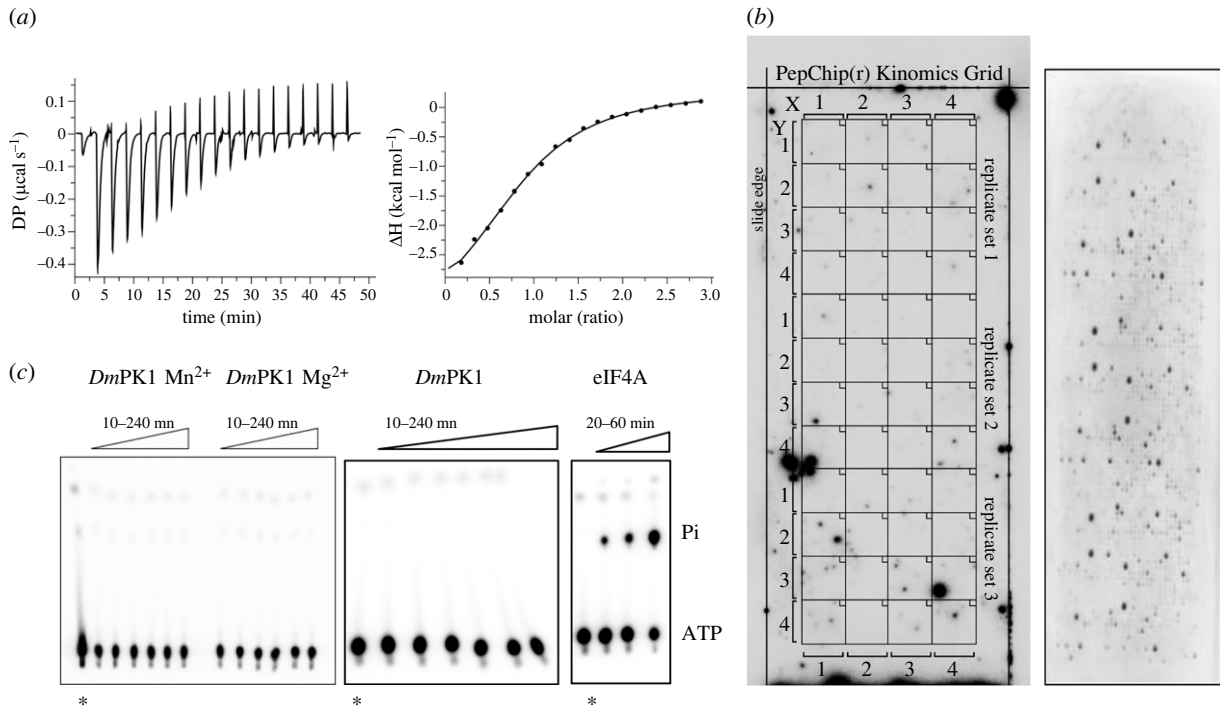 (a)
0.1
0
–0.1
–0.2
–0.3
–0.4
DP (µcal s⁻¹)
0 5 10 15 20 25 30 35 40 45 50
time (min)
0
–0.5
–1.0
–1.5
–2.0
–2.5
ΔH (kcal mol⁻¹)
0 0.5 1.0 1.5 2.0 2.5 3.0
molar (ratio)
(b)
PepChip(r) Kinomics Grid
X 1 2 3 4
Y
1
2
3
4
1
2
3
4
1
2
3
4
slide edge
replicate set 1
replicate set 2
replicate set 3
1 2 3 4
(c)
DmPK1 Mn²⁺ DmPK1 Mg²⁺ DmPK1 eIF4A
10–240 mn 10–240 mn 10–240 mn 20–60 min
Pi
ATP
* * *